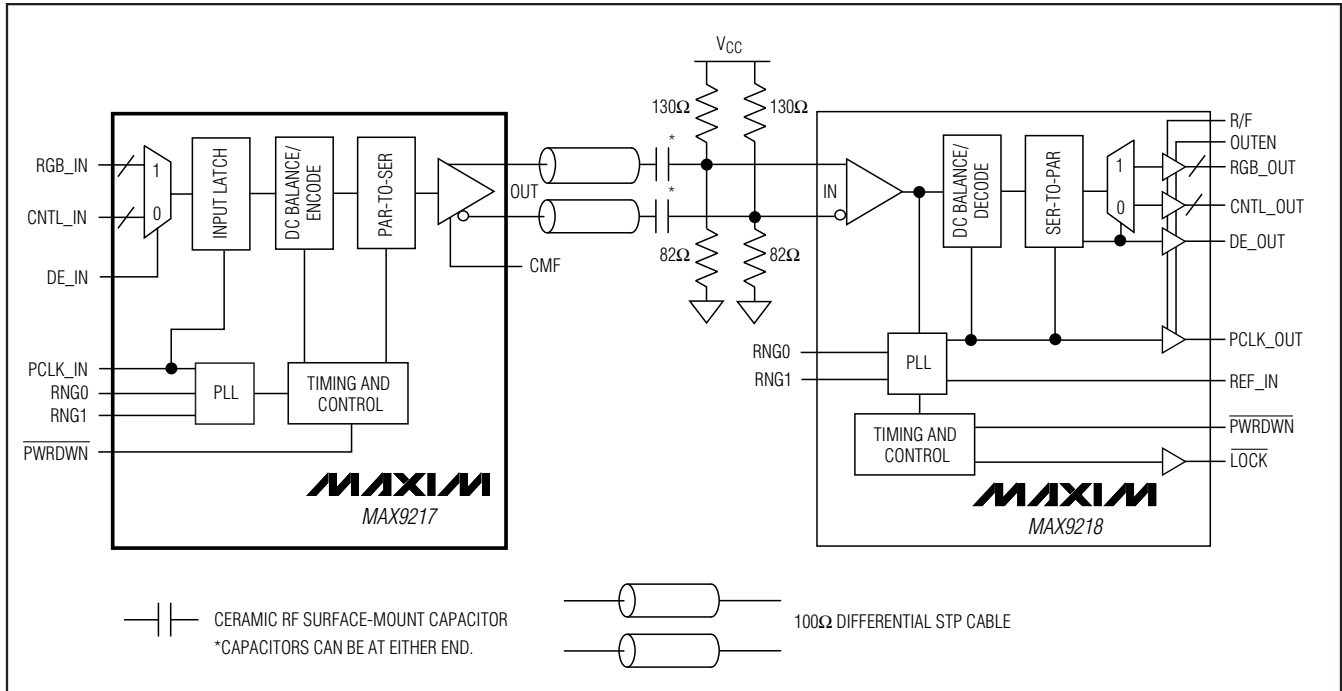 VCC
130Ω
130Ω
RGB_IN
CNTL_IN
DE_IN
PCLK_IN
RNG0
RNG1
PWRDWN
1
0
INPUT LATCH
DC BALANCE/
ENCODE
PAR-TO-SER
PLL
TIMING AND
CONTROL
OUT
CMF
MAXIM
MAX9217
*
*
82Ω
82Ω
IN
DC BALANCE/
DECODE
SER-TO-PAR
1
0
R/F
OUTEN
RGB_OUT
CNTL_OUT
DE_OUT
PCLK_OUT
RNG0
RNG1
PLL
REF_IN
TIMING AND
CONTROL
PWRDWN
LOCK
MAXIM
MAX9218
CERAMIC RF SURFACE-MOUNT CAPACITOR
*CAPACITORS CAN BE AT EITHER END.
100Ω DIFFERENTIAL STP CABLE